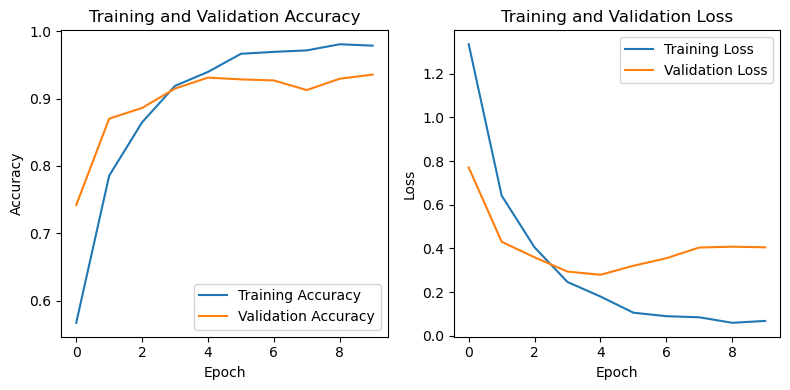 Training and Validation Accuracy
1.0
0.9
0.8
0.7
0.6
Accuracy
0 2 4 6 8
Epoch
Training Accuracy
Validation Accuracy
Training and Validation Loss
1.2
1.0
0.8
0.6
0.4
0.2
0.0
Loss
0 2 4 6 8
Epoch
Training Loss
Validation Loss